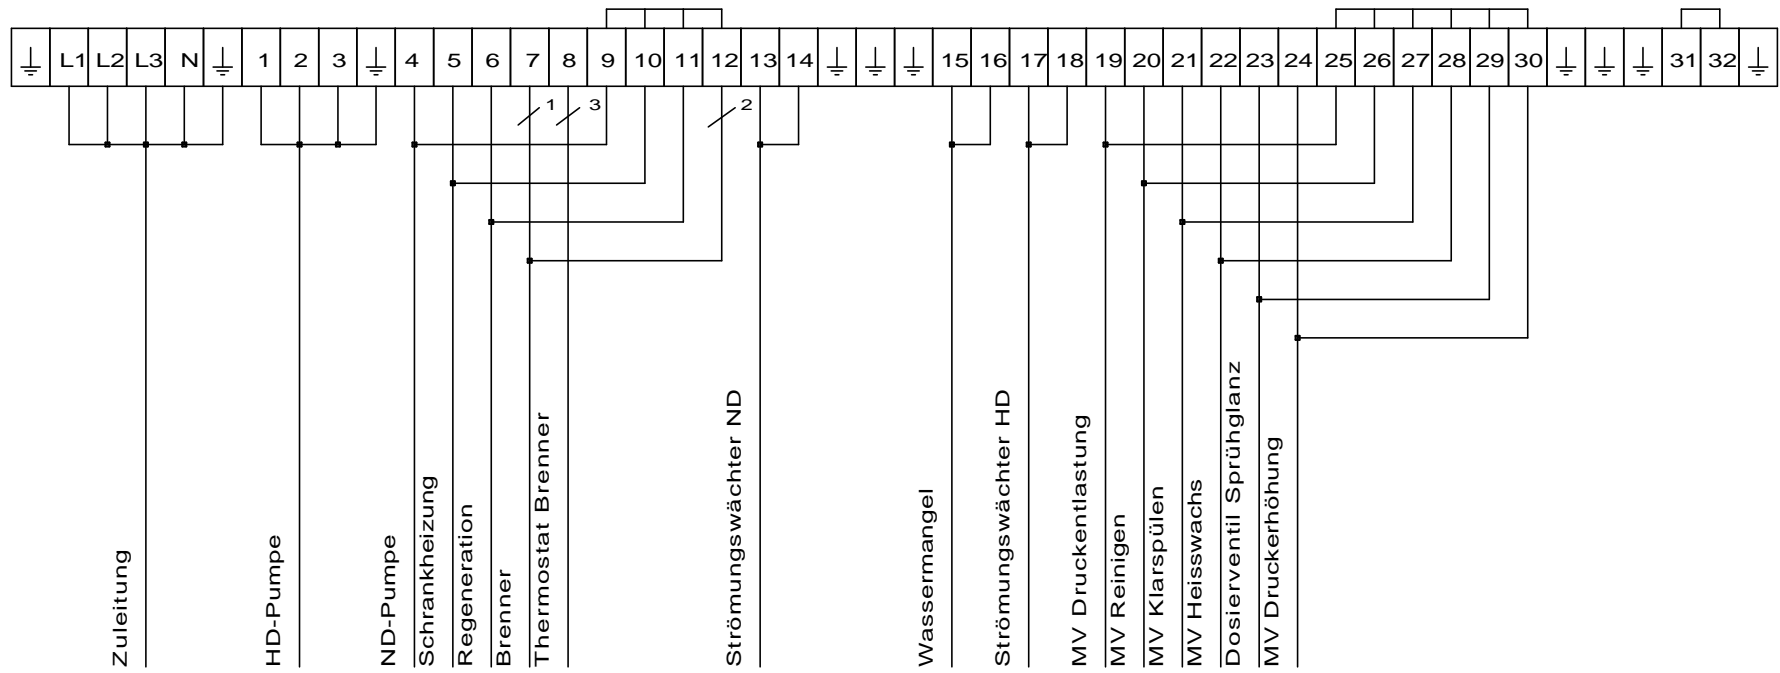 L1 L2 L3 N 1 2 3 4 5 6 7 8 9 10 11 12 13 14 15 16 17 18 19 20 21 22 23 24 25 26 27 28 29 30 31 32
1 3 2
Zuleitung
HD-Pumpe
ND-Pumpe
Schrankheizung
Regeneration
Brenner
Thermostat Brenner
Strömungswächter ND
Wassermangel
Strömungswächter HD
MV Druckentlastung
MV Reinigen
MV Klarspülen
MV Heisswachs
Dosierventil Sprühglanz
MV Druckerhöhung